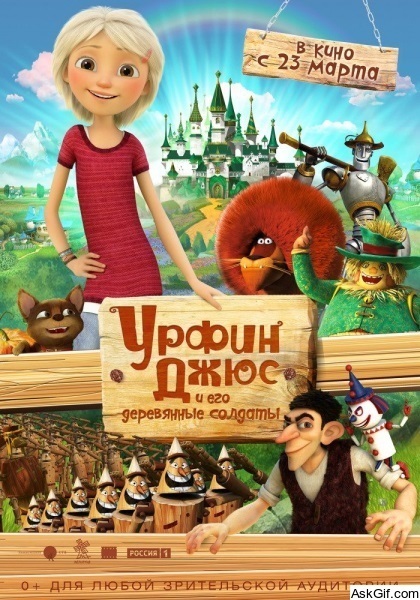 В КИНО
С 23 МАРТА
УРФИН
ДЖЮС
И ЕГО
ДЕРЕВЯННЫЕ СОЛДАТЫ
РОССИЯ 1
0+ ДЛЯ ЛЮБОЙ ЗРИТЕЛЬСКОЙ АУДИТОРИИ
AskGif.com